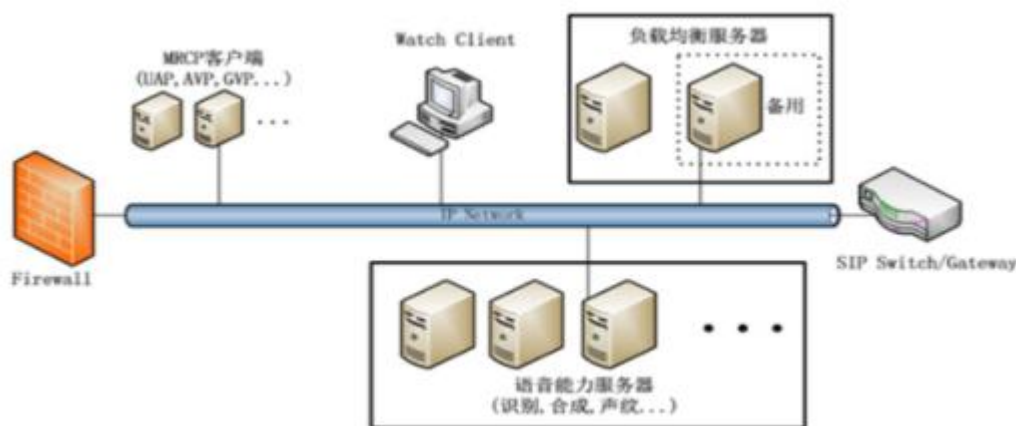 MRCP客户端
(UAP,AVP,GVP...)
Watch Client
负载均衡服务器
备用
IP Network
Firewall
SIP Switch/Gateway
语音能力服务器
(识别,合成,声纹...)